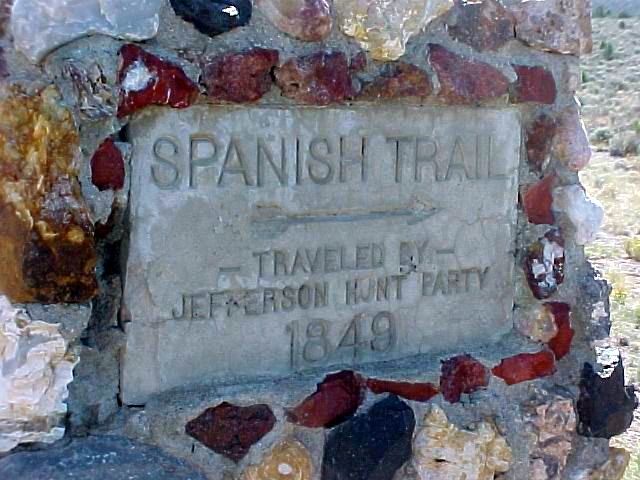 SPANISH TRAIL
- TRAVELED BY -
JEFFERSON HUNT PARTY
1849